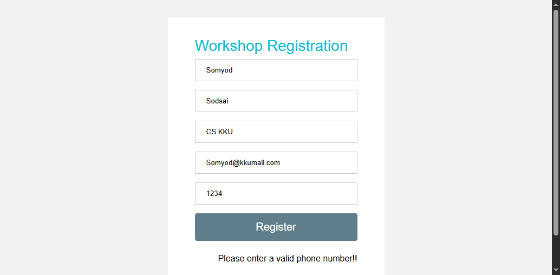 Workshop Registration
Somyod
Sodsai
CS KKU
Somyod@kkumail.com
1234
Register
Please enter a valid phone number!!